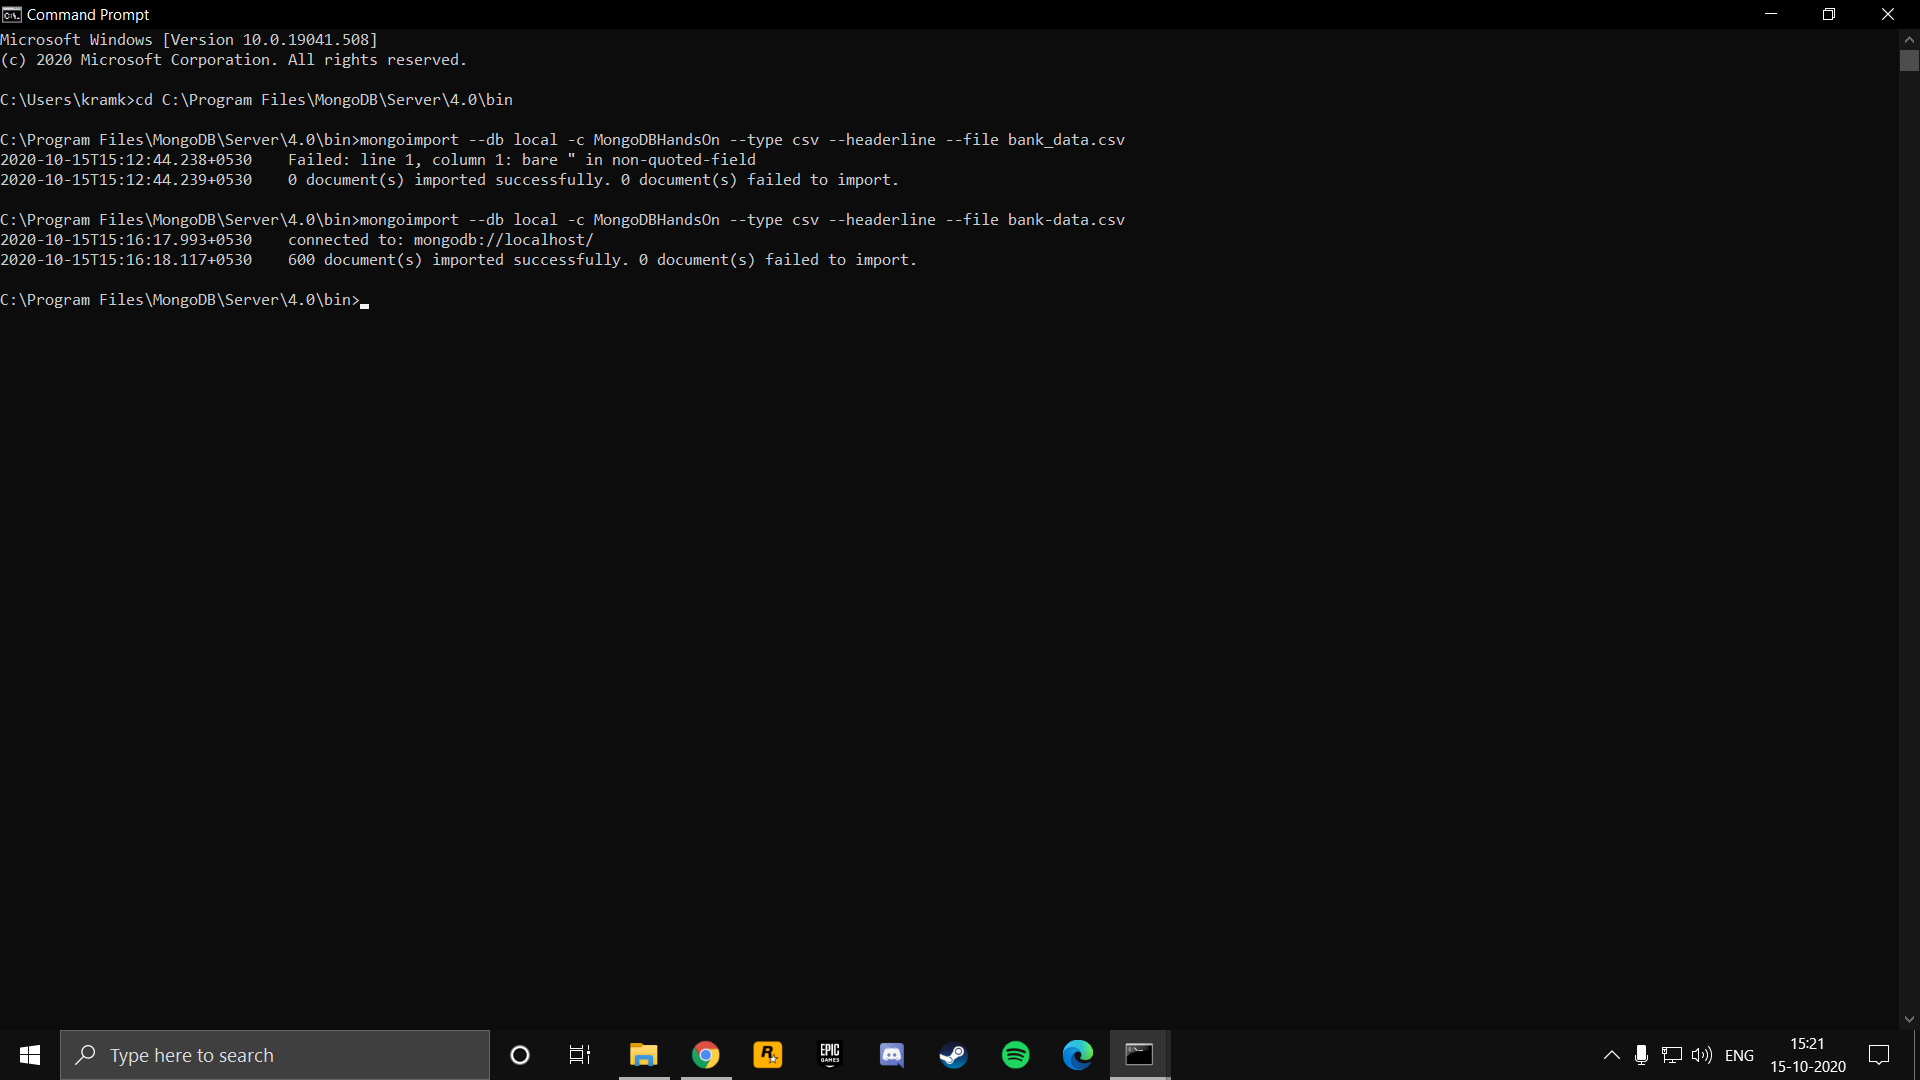 Command Prompt
Microsoft Windows [Version 10.0.19041.508]
(c) 2020 Microsoft Corporation. All rights reserved.
C:\Users\kramk>cd C:\Program Files\MongoDB\Server\4.0\bin
C:\Program Files\MongoDB\Server\4.0\bin>mongoimport --db local -c MongoDBHandsOn --type csv --headerline --file bank_data.csv
2020-10-15T15:12:44.238+0530    Failed: line 1, column 1: bare " in non-quoted-field
2020-10-15T15:12:44.239+0530    0 document(s) imported successfully. 0 document(s) failed to import.
C:\Program Files\MongoDB\Server\4.0\bin>mongoimport --db local -c MongoDBHandsOn --type csv --headerline --file bank-data.csv
2020-10-15T15:16:17.993+0530    connected to: mongodb://localhost/
2020-10-15T15:16:18.117+0530    600 document(s) imported successfully. 0 document(s) failed to import.
C:\Program Files\MongoDB\Server\4.0\bin>
Type here to search
R
EPIC
GAMES
ENG
15:21
15-10-2020